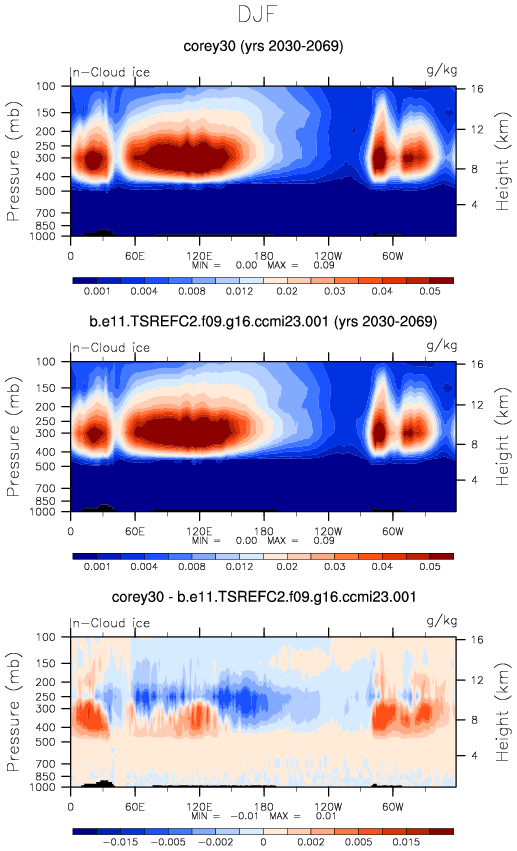 DJF
corey30 (yrs 2030-2069)
In-Cloud ice g/kg
Pressure (mb)
100
150
200
250
300
400
500
700
850
1000
16
12
8
4
Height (km)
0 60E 120E 180 120W 60W
MIN = 0.00 MAX = 0.09
0.001 0.004 0.008 0.012 0.02 0.03 0.04 0.05
b.e11.TSREFC2.f09.g16.ccmi23.001 (yrs 2030-2069)
In-Cloud ice g/kg
Pressure (mb)
100
150
200
250
300
400
500
700
850
1000
16
12
8
4
Height (km)
0 60E 120E 180 120W 60W
MIN = 0.00 MAX = 0.09
0.001 0.004 0.008 0.012 0.02 0.03 0.04 0.05
corey30 - b.e11.TSREFC2.f09.g16.ccmi23.001
In-Cloud ice g/kg
Pressure (mb)
100
150
200
250
300
400
500
700
850
1000
16
12
8
4
Height (km)
0 60E 120E 180 120W 60W
MIN = -0.01 MAX = 0.01
-0.015 -0.005 -0.002 0 0.002 0.005 0.015